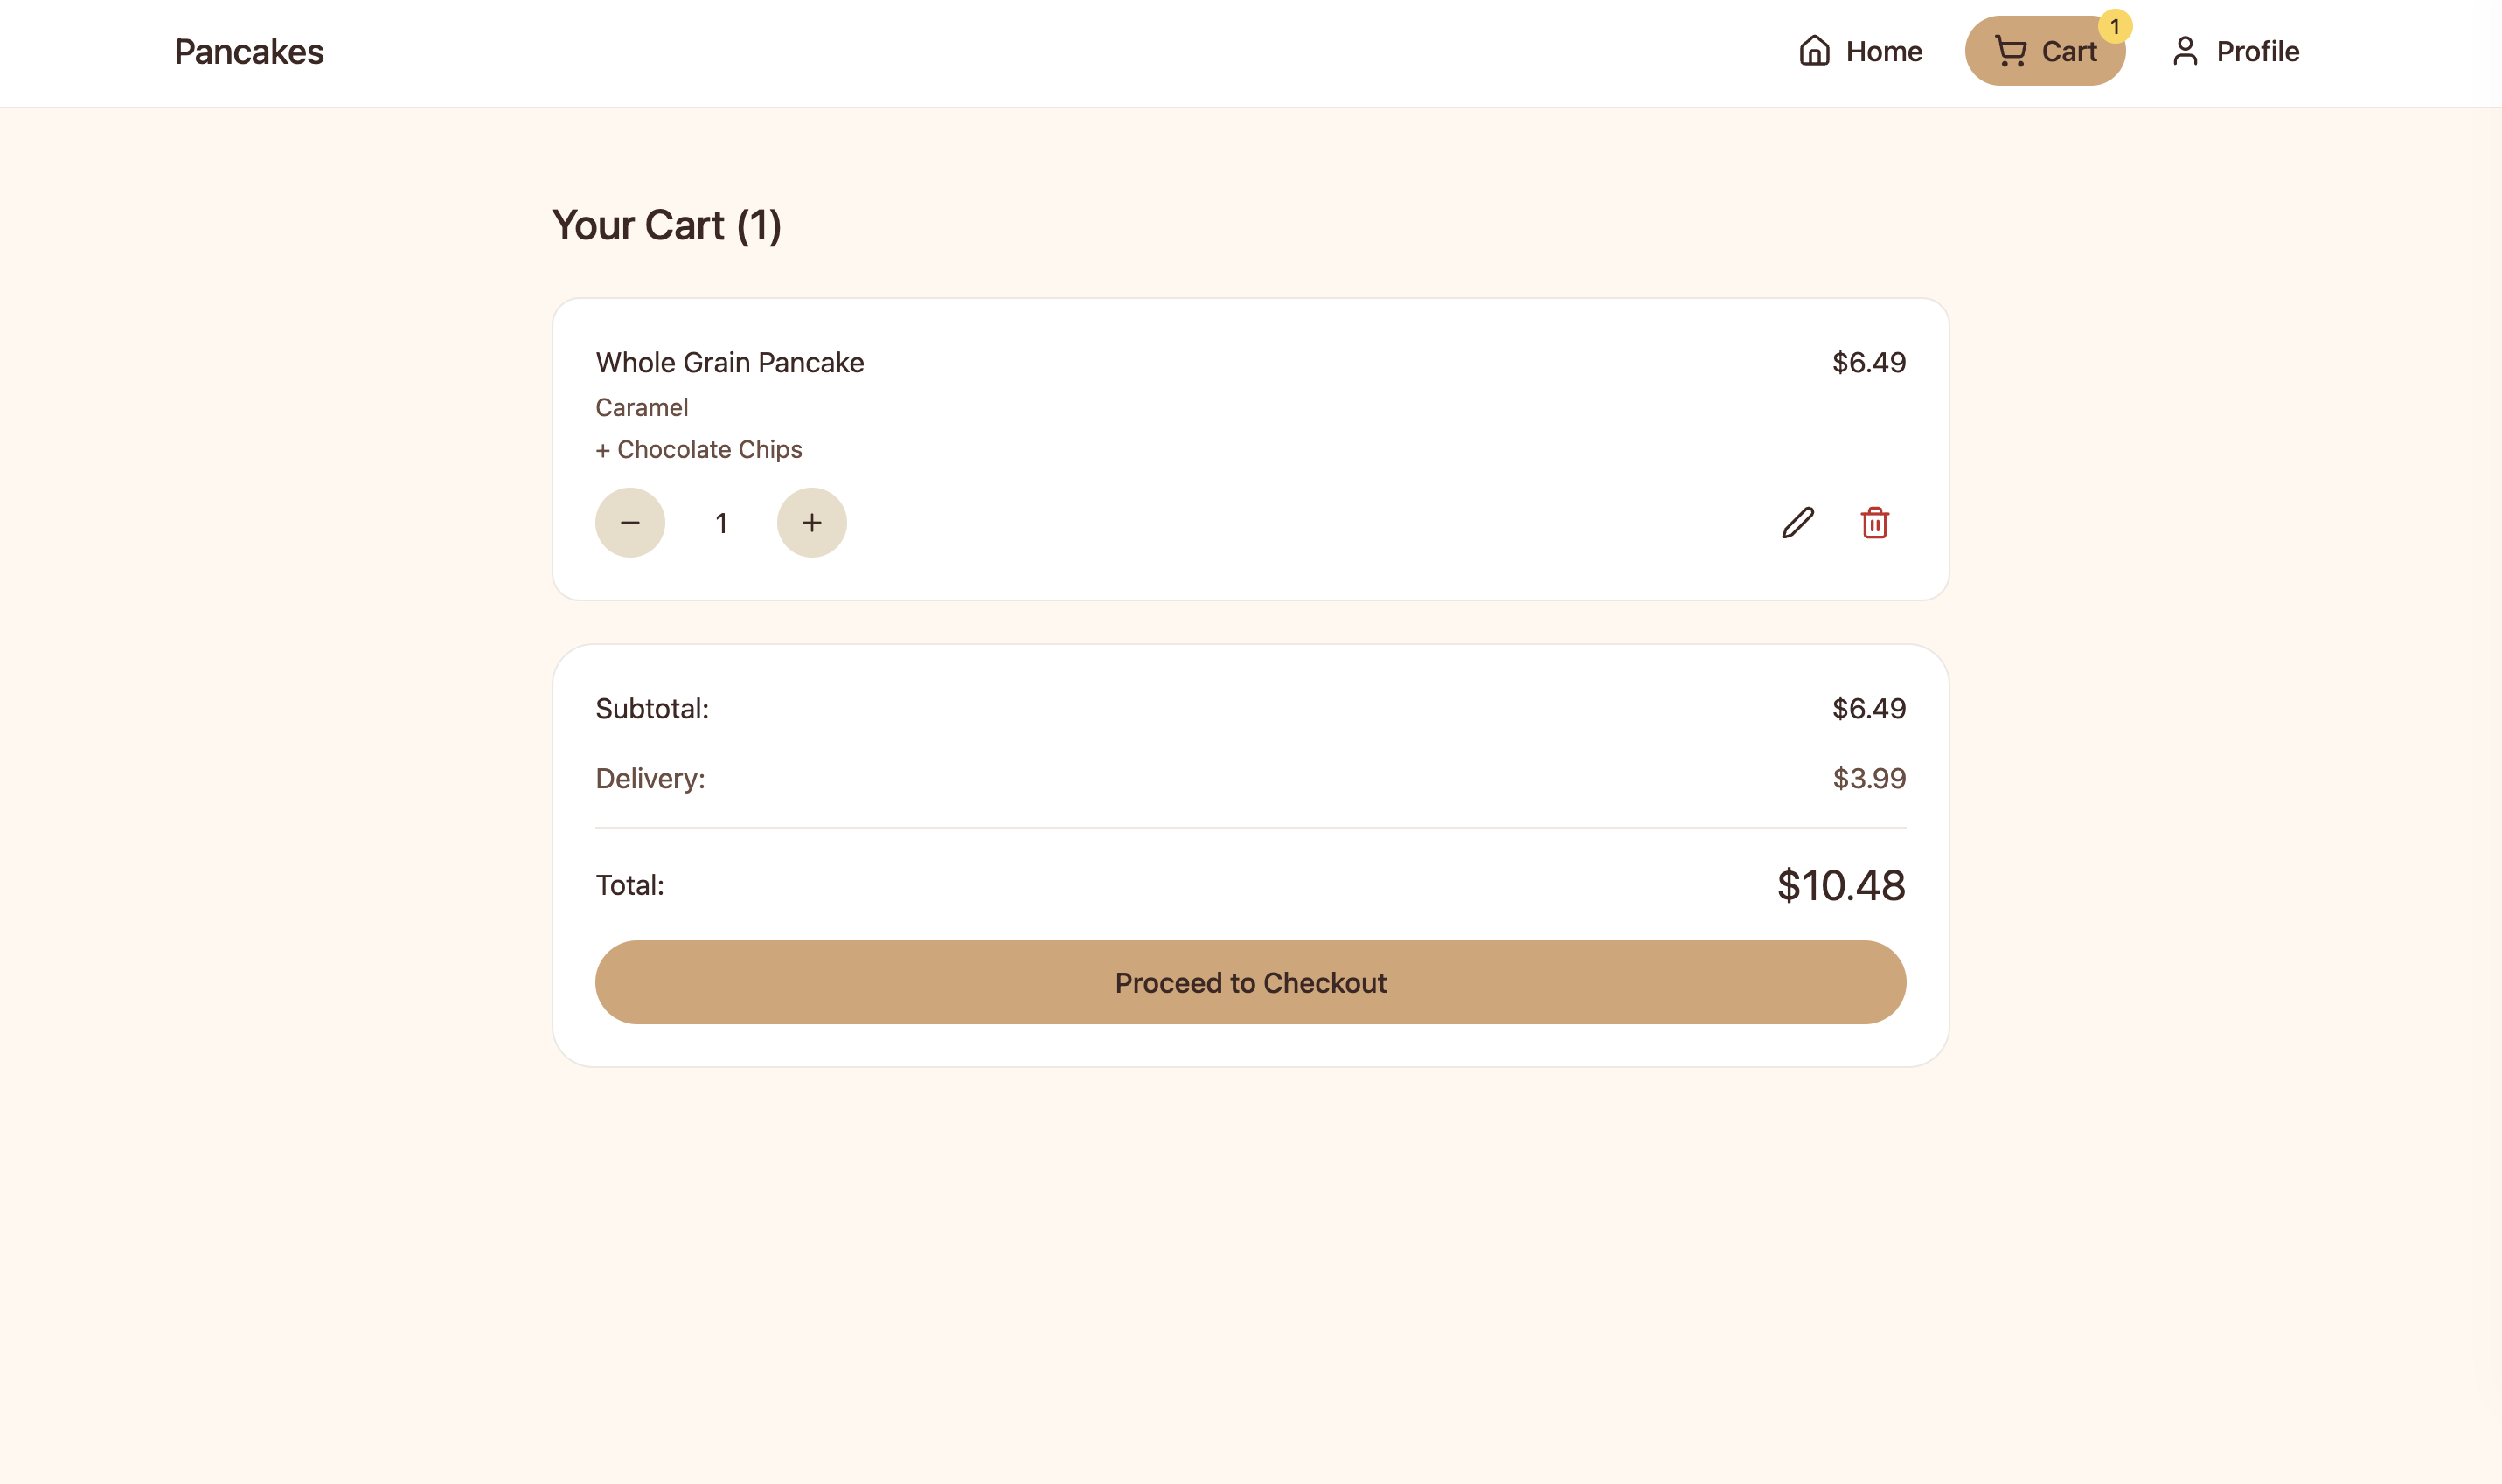 Pancakes
Home
Cart
1
Profile
Your Cart (1)
Whole Grain Pancake
$6.49
Caramel
+ Chocolate Chips
1
Subtotal:
$6.49
Delivery:
$3.99
Total:
$10.48
Proceed to Checkout